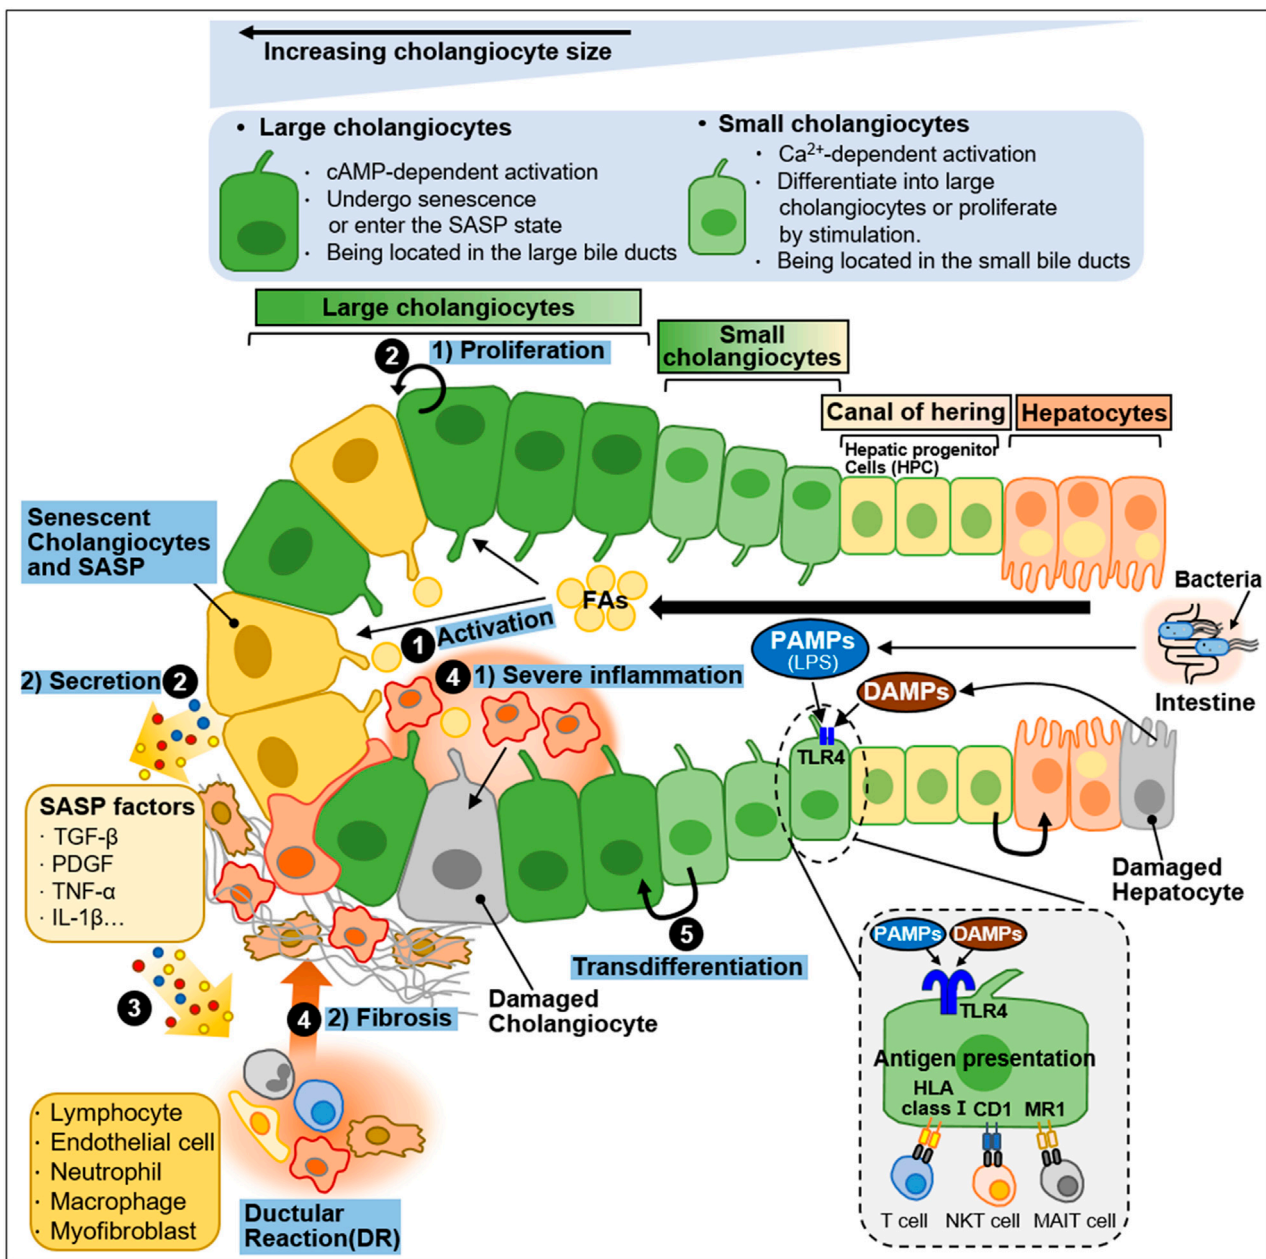 Increasing cholangiocyte size
• Large cholangiocytes
· cAMP-dependent activation
· Undergo senescence
or enter the SASP state
· Being located in the large bile ducts
• Small cholangiocytes
· Ca²⁺-dependent activation
· Differentiate into large
cholangiocytes or proliferate
by stimulation.
· Being located in the small bile ducts
Large cholangiocytes
Small
cholangiocytes
Canal of hering
Hepatocytes
Hepatic progenitor
Cells (HPC)
2
1) Proliferation
Senescent
Cholangiocytes
and SASP
FAs
1
Activation
Bacteria
Intestine
PAMPs
(LPS)
DAMPs
TLR4
2) Secretion
2
4
1) Severe inflammation
SASP factors
· TGF-β
· PDGF
· TNF-α
· IL-1β...
3
5
Transdifferentiation
Damaged
Cholangiocyte
Damaged
Hepatocyte
4
2) Fibrosis
· Lymphocyte
· Endothelial cell
· Neutrophil
· Macrophage
· Myofibroblast
Ductular
Reaction(DR)
PAMPs
DAMPs
TLR4
Antigen presentation
HLA
class I
CD1
MR1
T cell
NKT cell
MAIT cell